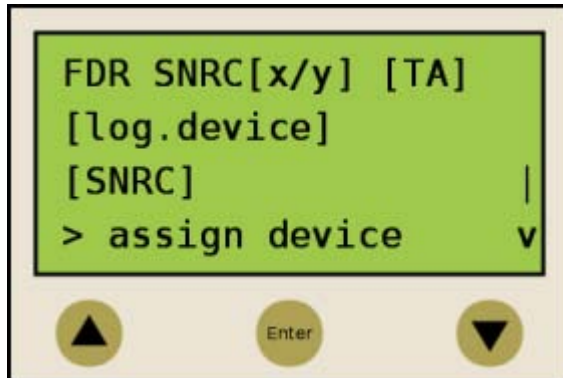 FDR SNRC[x/y] [TA]
[log.device]
[SNRC] |
> assign device v
Enter